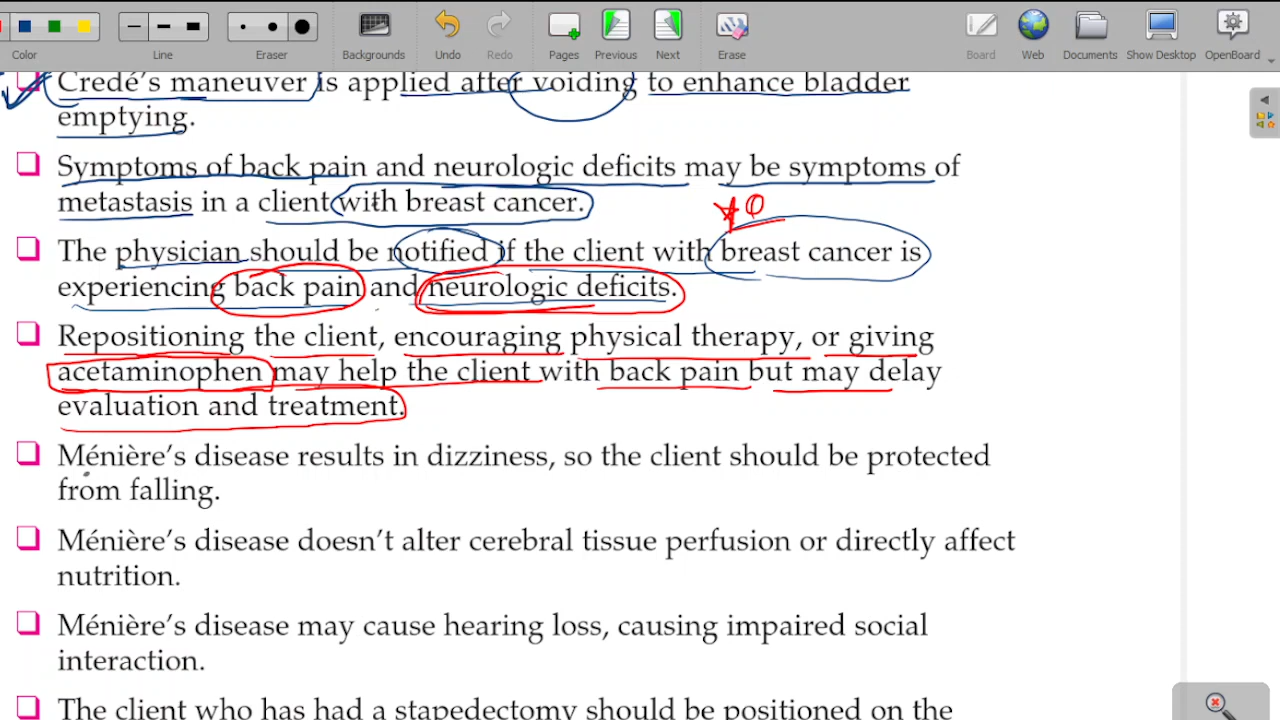 Color Line Eraser Backgrounds Undo Redo Pages Previous Next Erase Board Web Documents Show Desktop OpenBoard
Credé's maneuver is applied after voiding to enhance bladder
emptying.
Symptoms of back pain and neurologic deficits may be symptoms of
metastasis in a client with breast cancer.
The physician should be notified if the client with breast cancer is
experiencing back pain and neurologic deficits.
Repositioning the client, encouraging physical therapy, or giving
acetaminophen may help the client with back pain but may delay
evaluation and treatment.
Ménière's disease results in dizziness, so the client should be protected
from falling.
Ménière's disease doesn't alter cerebral tissue perfusion or directly affect
nutrition.
Ménière's disease may cause hearing loss, causing impaired social
interaction.
The client who has had a stapedectomy should be positioned on the